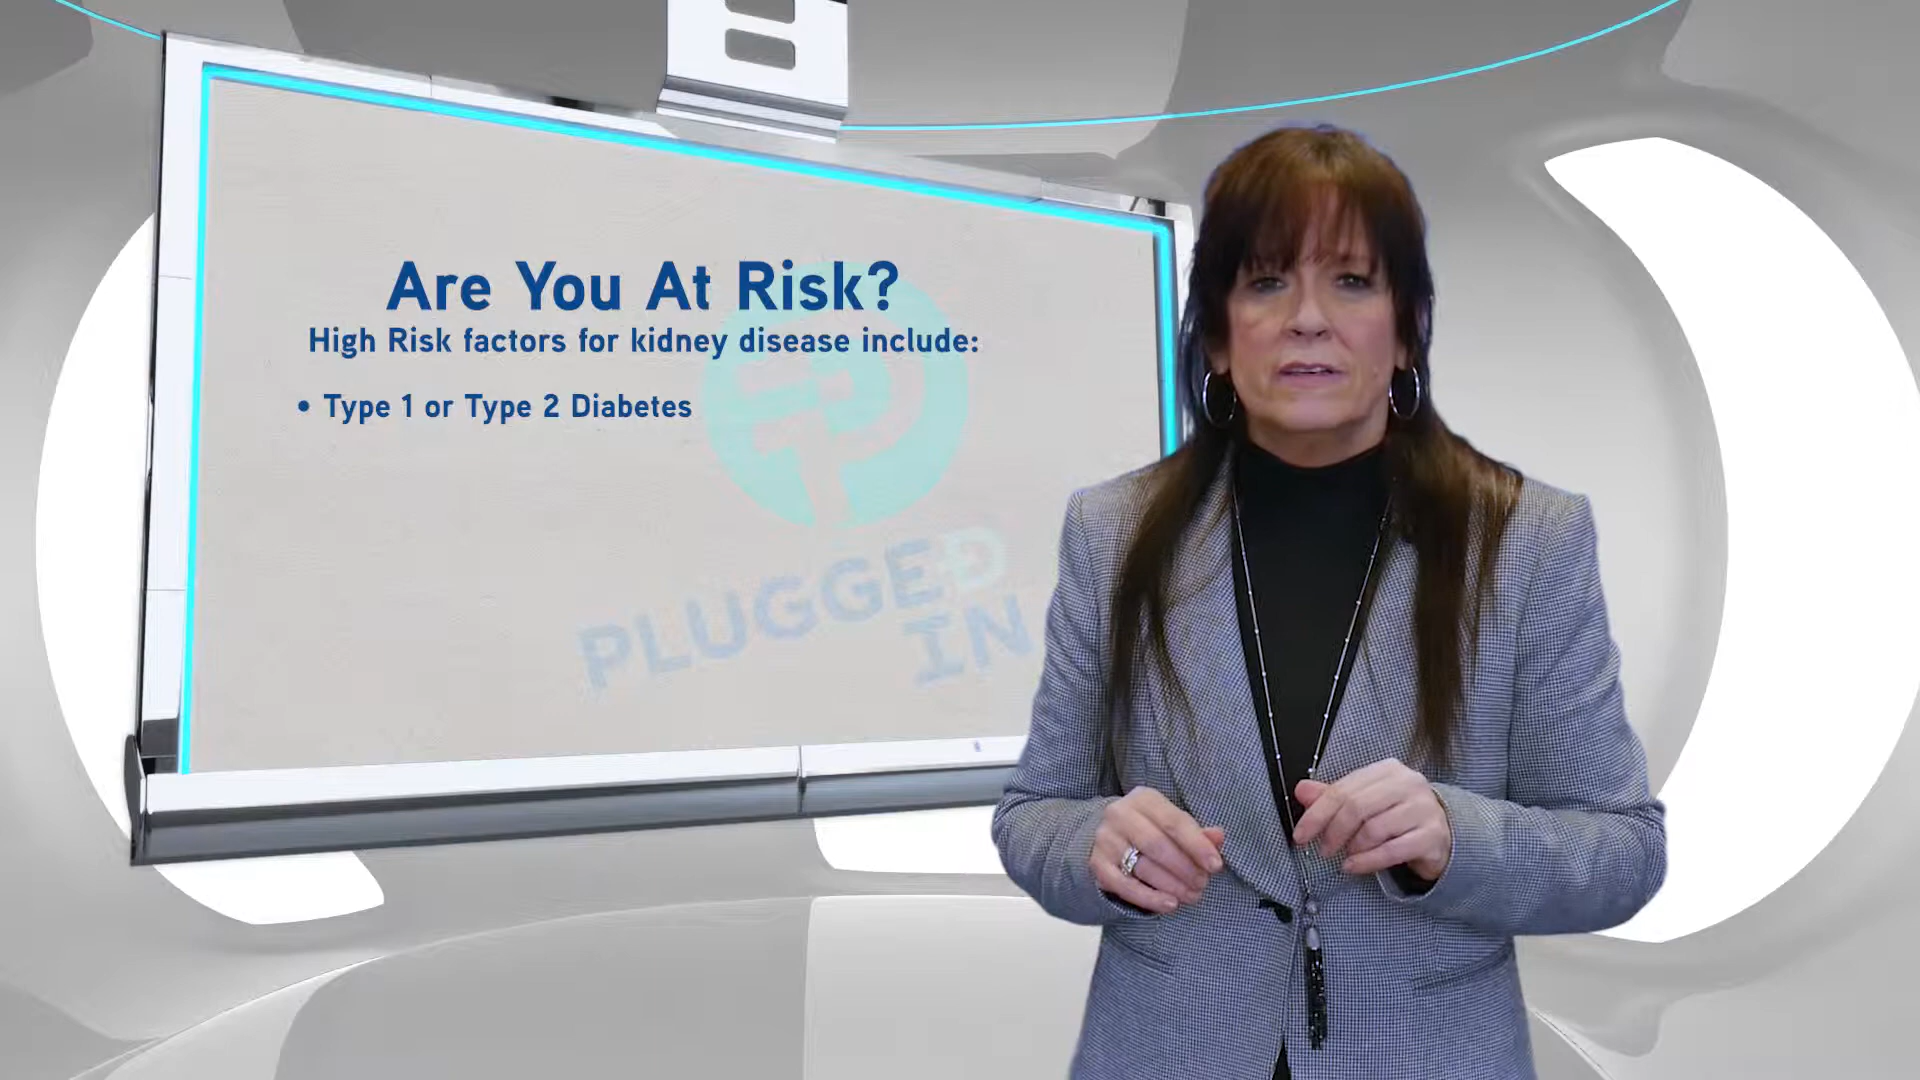 Are You At Risk?
High Risk factors for kidney disease include:
• Type 1 or Type 2 Diabetes
PLUGGED
IN